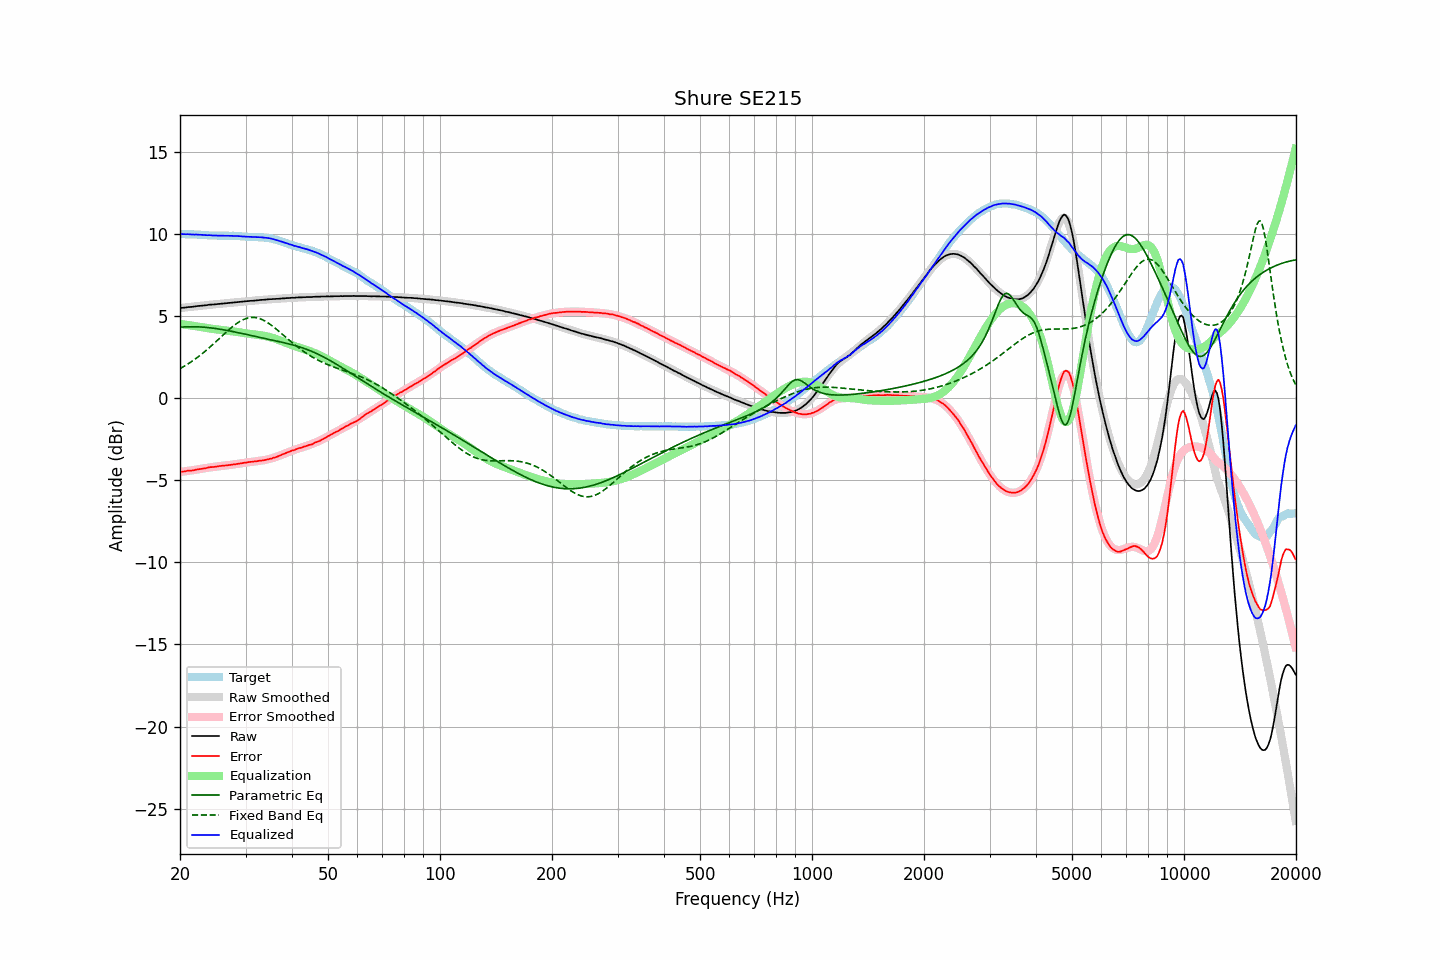 Shure SE215
Amplitude (dBr)
15
10
5
0
−5
−10
−15
−20
−25
Target
Raw Smoothed
Error Smoothed
Raw
Error
Equalization
Parametric Eq
Fixed Band Eq
Equalized
20 50 100 200 500 1000 2000 5000 10000 20000
Frequency (Hz)